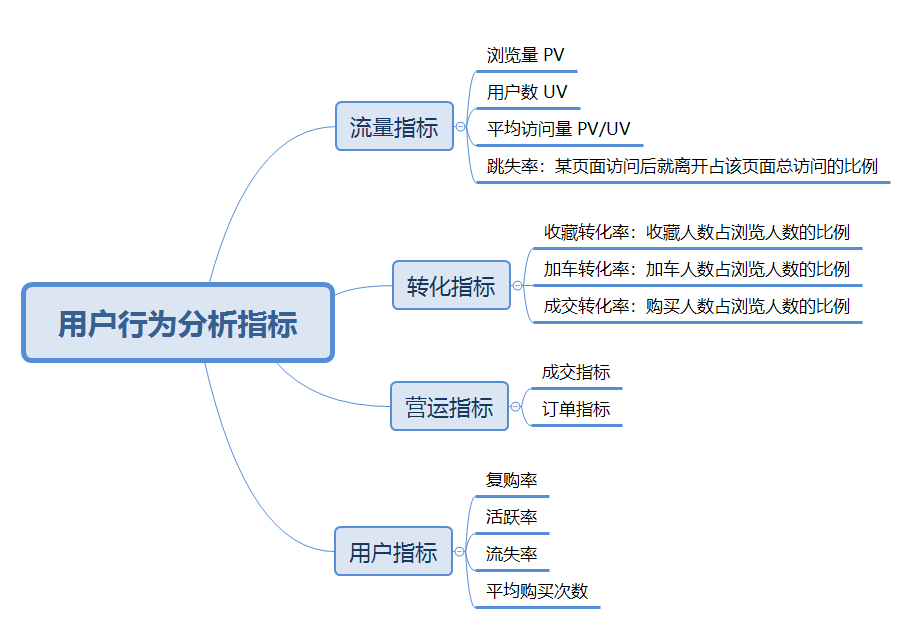 用户行为分析指标
流量指标
浏览量 PV
用户数 UV
平均访问量 PV/UV
跳失率：某页面访问后就离开占该页面总访问的比例
转化指标
收藏转化率：收藏人数占浏览人数的比例
加车转化率：加车人数占浏览人数的比例
成交转化率：购买人数占浏览人数的比例
营运指标
成交指标
订单指标
用户指标
复购率
活跃率
流失率
平均购买次数